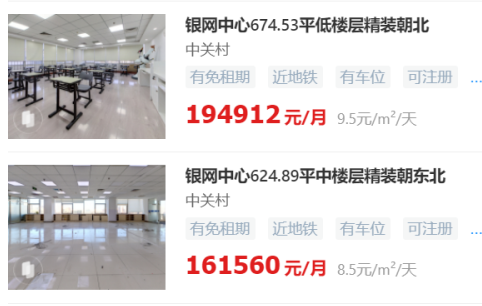 银网中心674.53平低楼层精装朝北
中关村
有免租期 近地铁 有车位 可注册 ...
194912元/月 9.5元/m²/天
银网中心624.89平中楼层精装朝东北
中关村
有免租期 近地铁 有车位 可注册 ...
161560元/月 8.5元/m²/天